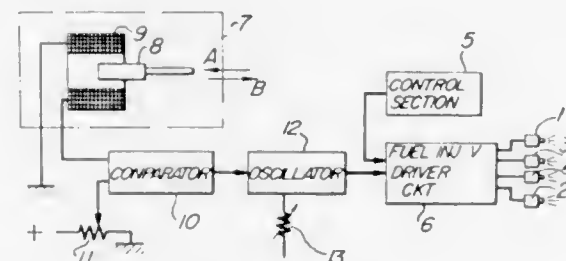 9
8
7
A
B
5
CONTROL
SECTION
12
1
COMPARATOR
OSCILLATOR
FUEL INJ V
DRIVER
CKT
2
10
6
+
11
13